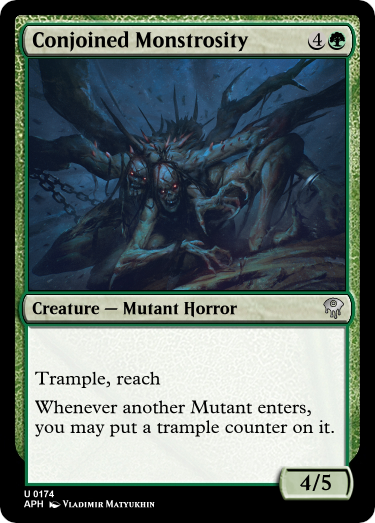 Conjoined Monstrosity 4
Creature — Mutant Horror
Trample, reach
Whenever another Mutant enters,
you may put a trample counter on it.
4/5
U 0174
APH Vladimir Matyukhin